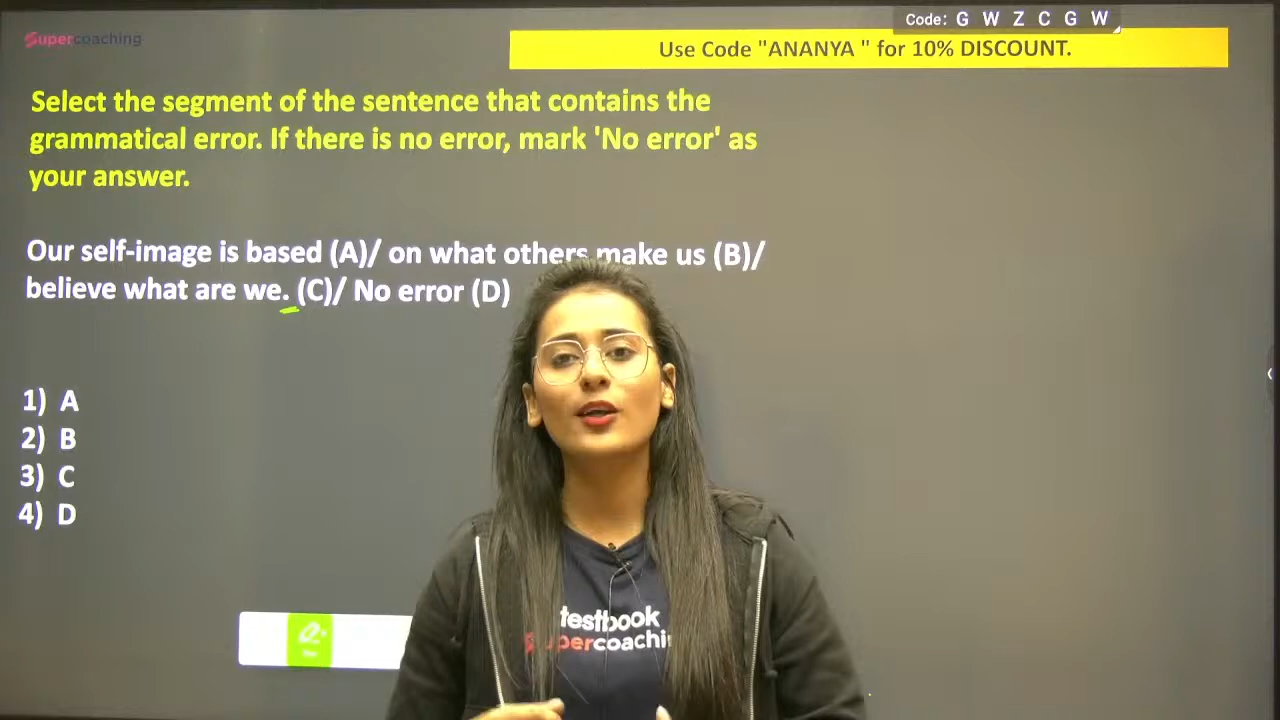 Code: G W Z C G W
Supercoaching
Use Code "ANANYA " for 10% DISCOUNT.
Select the segment of the sentence that contains the
grammatical error. If there is no error, mark 'No error' as
your answer.
Our self-image is based (A)/ on what others make us (B)/
believe what are we. (C)/ No error (D)
1) A
2) B
3) C
4) D
testbook
Supercoachi